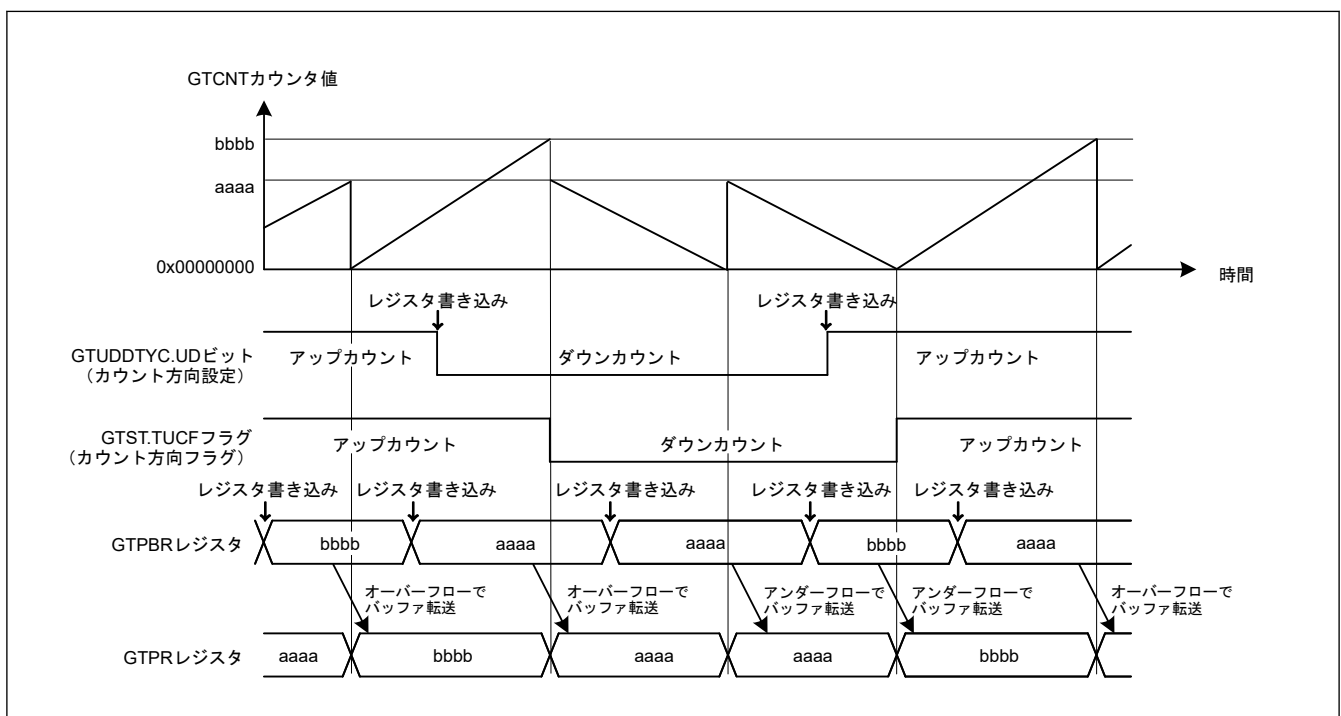 GTCNTカウンタ値
bbbb
aaaa
0x00000000
時間
レジスタ書き込み
レジスタ書き込み
GTUDDTYC.UDビット
（カウント方向設定）
アップカウント
ダウンカウント
アップカウント
GTST.TUCFフラグ
（カウント方向フラグ）
アップカウント
ダウンカウント
アップカウント
レジスタ書き込み
レジスタ書き込み
レジスタ書き込み
レジスタ書き込み
レジスタ書き込み
GTPBRレジスタ
bbbb
aaaa
aaaa
bbbb
aaaa
オーバーフローで
バッファ転送
オーバーフローで
バッファ転送
アンダーフローで
バッファ転送
アンダーフローで
バッファ転送
オーバーフローで
バッファ転送
GTPRレジスタ
aaaa
bbbb
aaaa
aaaa
bbbb